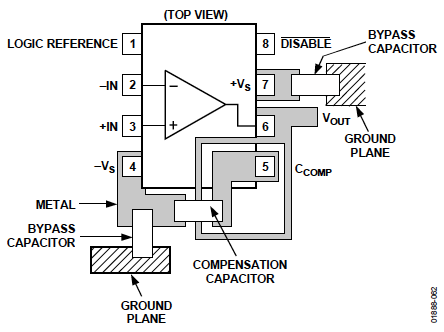 (TOP VIEW)
LOGIC REFERENCE 1
8 DISABLE
BYPASS
CAPACITOR
–IN 2
–
+VS 7
+IN 3
+
6
VOUT
GROUND
PLANE
–VS 4
5 CCOMP
METAL
BYPASS
CAPACITOR
COMPENSATION
CAPACITOR
GROUND
PLANE
01888-062